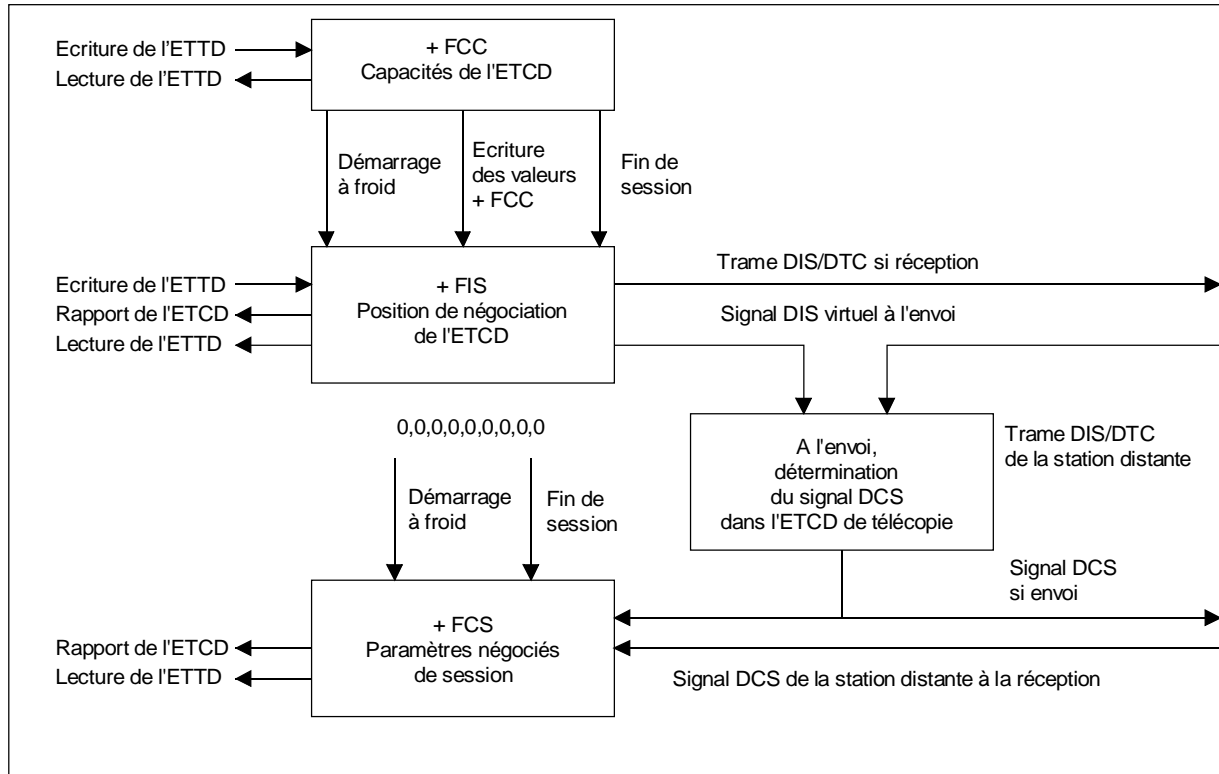 Ecriture de l'ETTD
Lecture de l'ETTD
+ FCC
Capacités de l'ETCD
Démarrage
à froid
Ecriture
des valeurs
+ FCC
Fin de
session
Ecriture de l'ETTD
Rapport de l'ETCD
Lecture de l'ETTD
+ FIS
Position de négociation
de l'ETCD
Trame DIS/DTC si réception
Signal DIS virtuel à l'envoi
0,0,0,0,0,0,0,0,0
Démarrage
à froid
Fin de
session
A l'envoi,
détermination
du signal DCS
dans l'ETCD de télécopie
Trame DIS/DTC
de la station distante
Signal DCS
si envoi
Rapport de l'ETCD
Lecture de l'ETTD
+ FCS
Paramètres négociés
de session
Signal DCS de la station distante à la réception